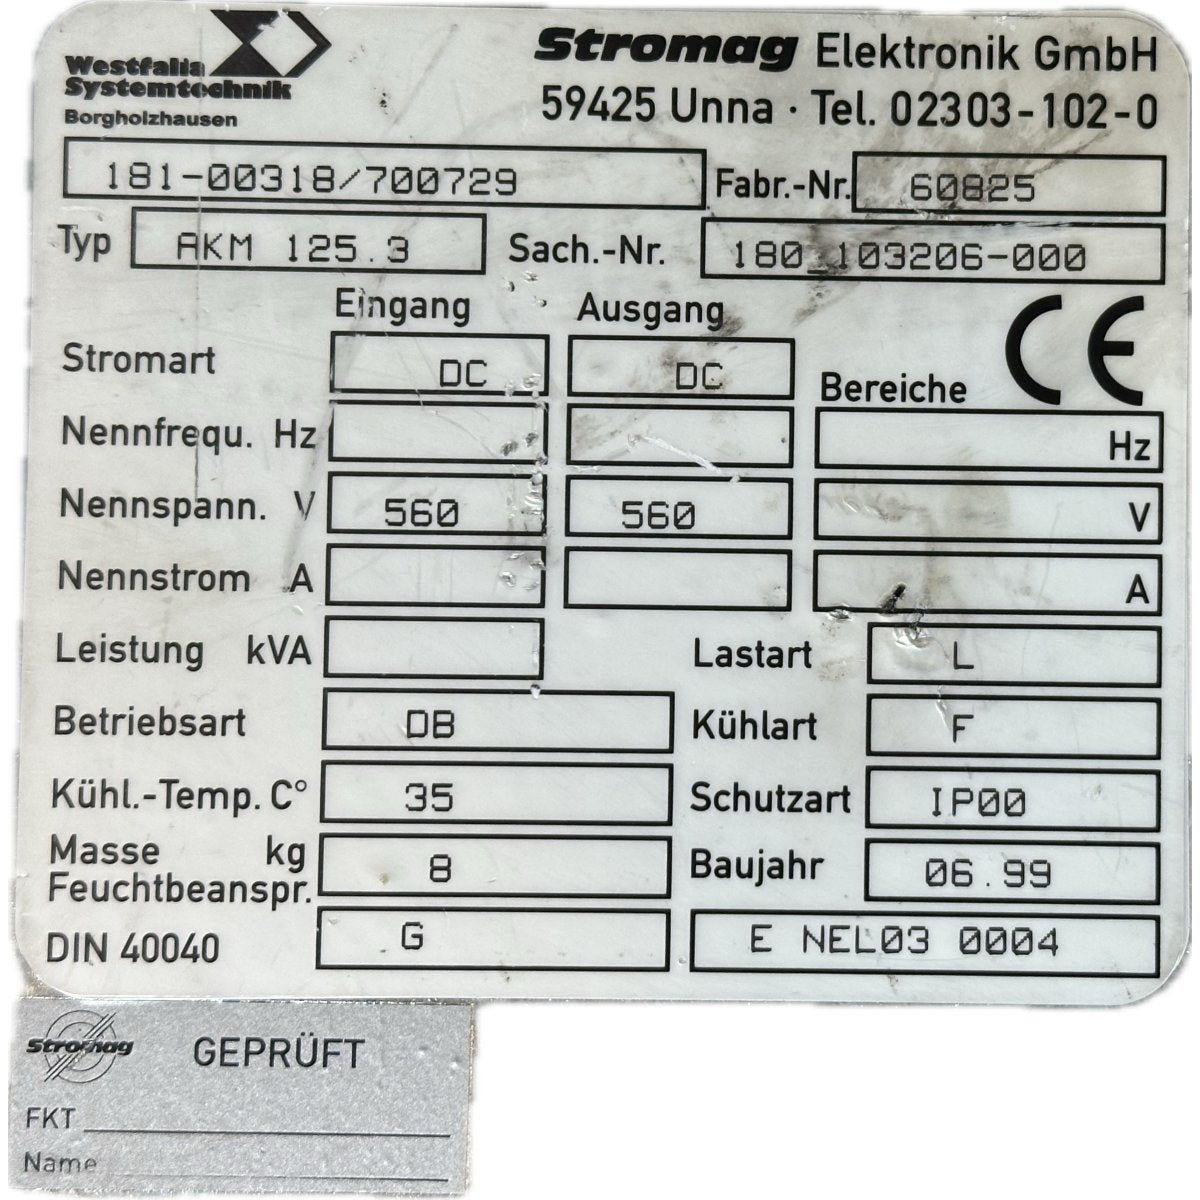 Westfalia
Systemtechnik
Borgholzhausen
Stromag Elektronik GmbH
59425 Unna · Tel. 02303-102-0
181-00318/700729 Fabr.-Nr. 60825
Typ AKM 125.3 Sach.-Nr. 180_103206-000
Eingang Ausgang
CE
Stromart DC DC
Bereiche
Nennfrequ. Hz Hz
Nennspann. V 560 560 V
Nennstrom A A
Leistung kVA Lastart L
Betriebsart DB Kühlart F
Kühl.-Temp. C° 35 Schutzart IP00
Masse kg 8 Baujahr 06.99
Feuchtbeanspr.
DIN 40040 G E NEL03 0004
Stromag GEPRÜFT
FKT
Name